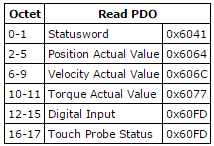 Octet Read PDO
0-1 Statusword 0x6041
2-5 Position Actual Value 0x6064
6-9 Velocity Actual Value 0x606C
10-11 Torque Actual Value 0x6077
12-15 Digital Input 0x60FD
16-17 Touch Probe Status 0x60FD